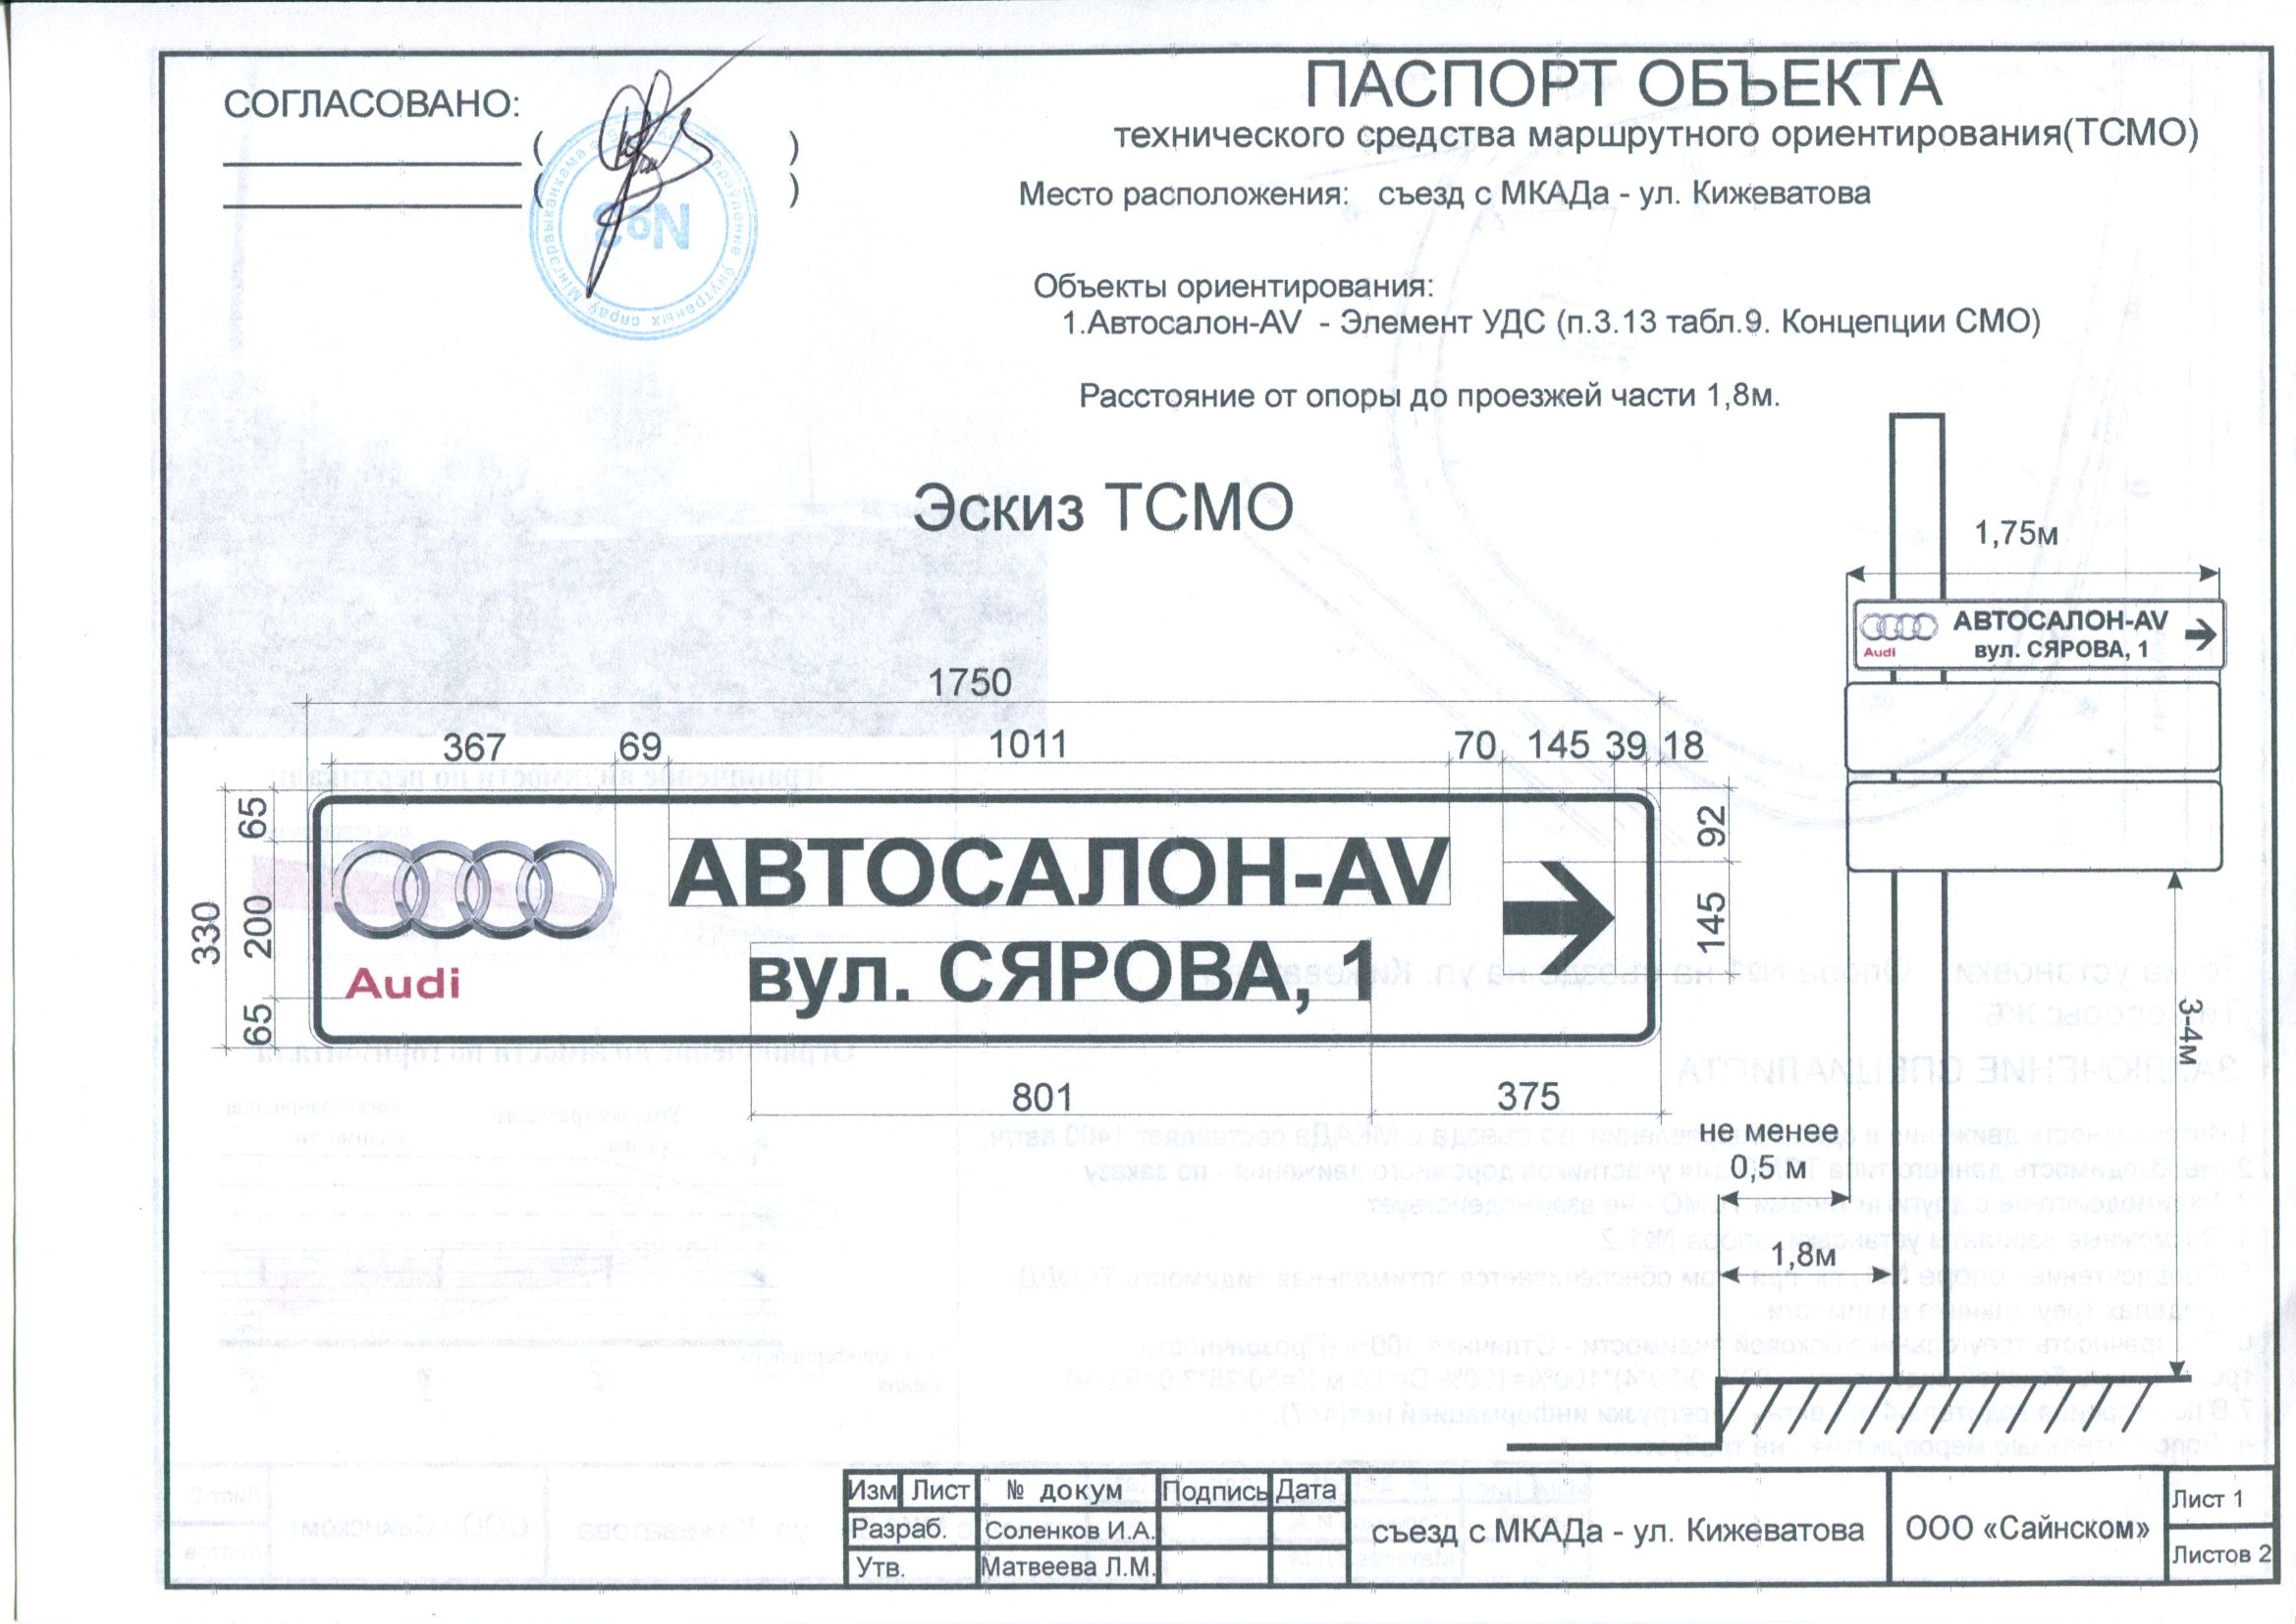 СОГЛАСОВАНО:
( )
( )
Мінгарвыканкама
ўнутраных спраў
№3
ПАСПОРТ ОБЪЕКТА
технического средства маршрутного ориентирования(ТСМО)
Место расположения: съезд с МКАДа - ул. Кижеватова
Объекты ориентирования:
1.Автосалон-AV - Элемент УДС (п.3.13 табл.9. Концепции СМО)
Расстояние от опоры до проезжей части 1,8м.
Эскиз ТСМО
1,75м
АВТОСАЛОН-AV
Audi вул. СЯРОВА, 1
1750
367 69 1011 70 145 39 18
330
65
200
65
АВТОСАЛОН-AV
вул. СЯРОВА, 1
Audi
92
145
801 375
3-4м
не менее
0,5 м
1,8м
Изм Лист № докум Подпись Дата
Разраб. Соленков И.А.
Утв. Матвеева Л.М.
съезд с МКАДа - ул. Кижеватова
ООО «Сайнском»
Лист 1
Листов 2